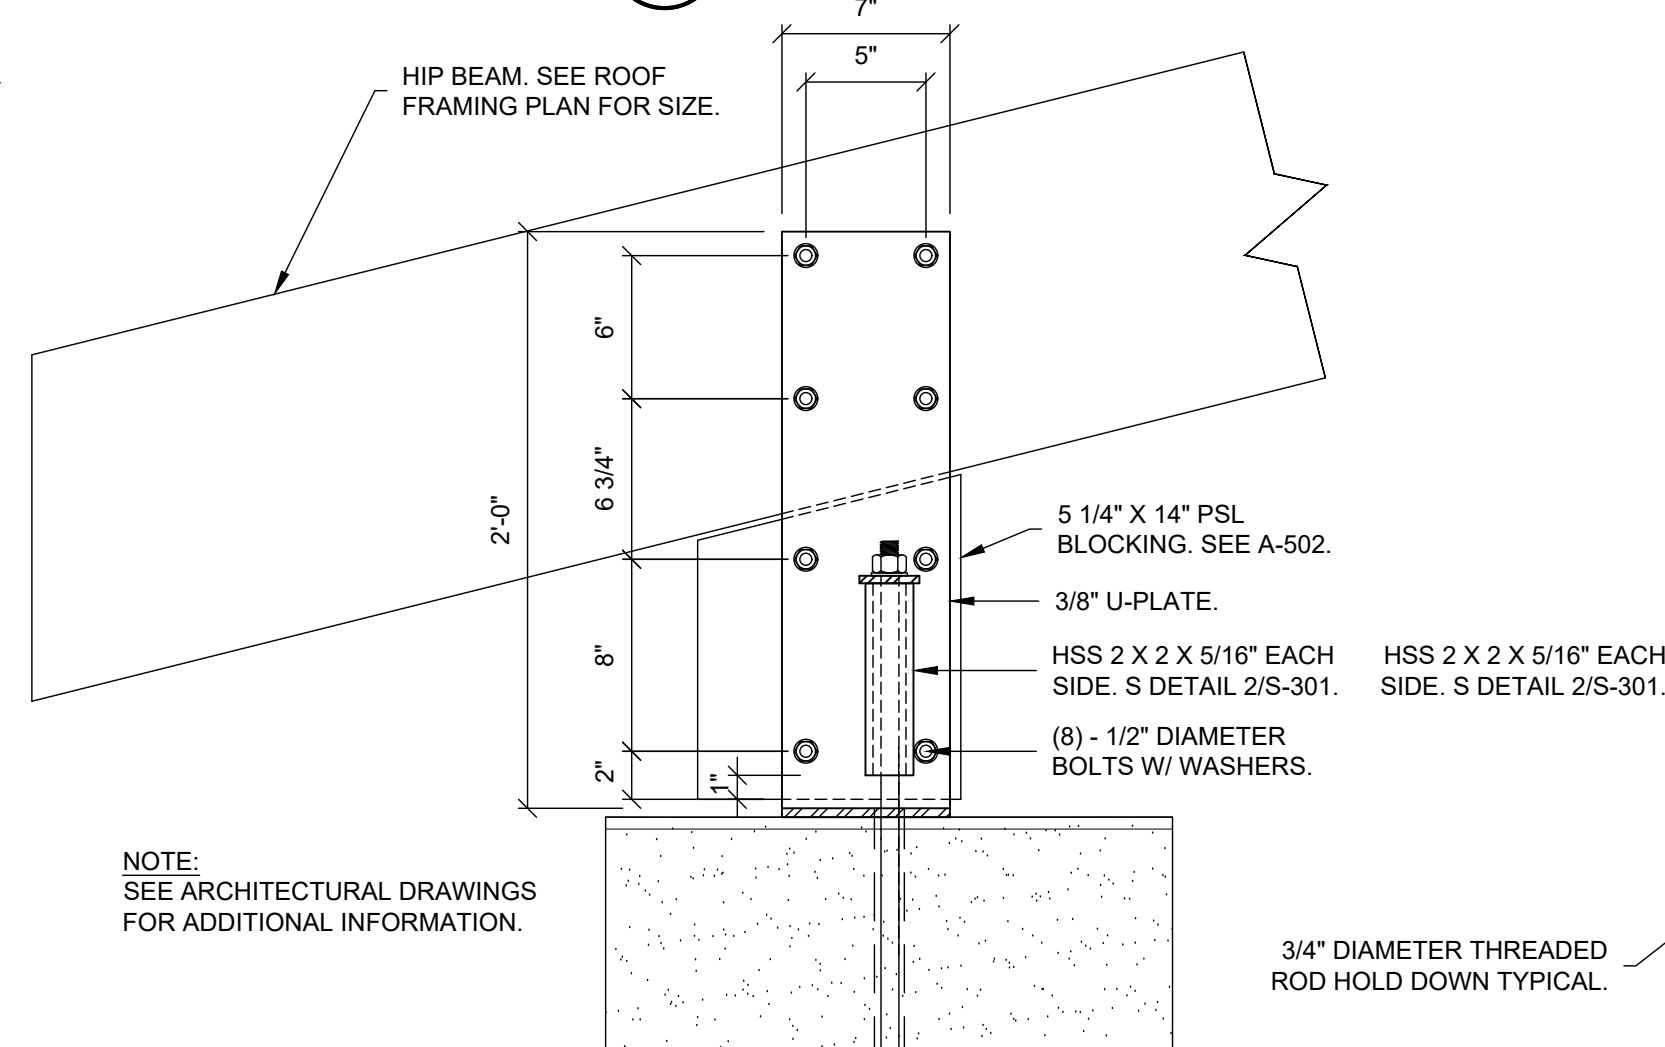 7"
5"
HIP BEAM. SEE ROOF
FRAMING PLAN FOR SIZE.
6"
6 3/4"
2'-0"
8"
2"
1"
5 1/4" X 14" PSL
BLOCKING. SEE A-502.
3/8" U-PLATE.
HSS 2 X 2 X 5/16" EACH
SIDE. S DETAIL 2/S-301.
HSS 2 X 2 X 5/16" EACH
SIDE. S DETAIL 2/S-301.
(8) - 1/2" DIAMETER
BOLTS W/ WASHERS.
NOTE:
SEE ARCHITECTURAL DRAWINGS
FOR ADDITIONAL INFORMATION.
3/4" DIAMETER THREADED
ROD HOLD DOWN TYPICAL.